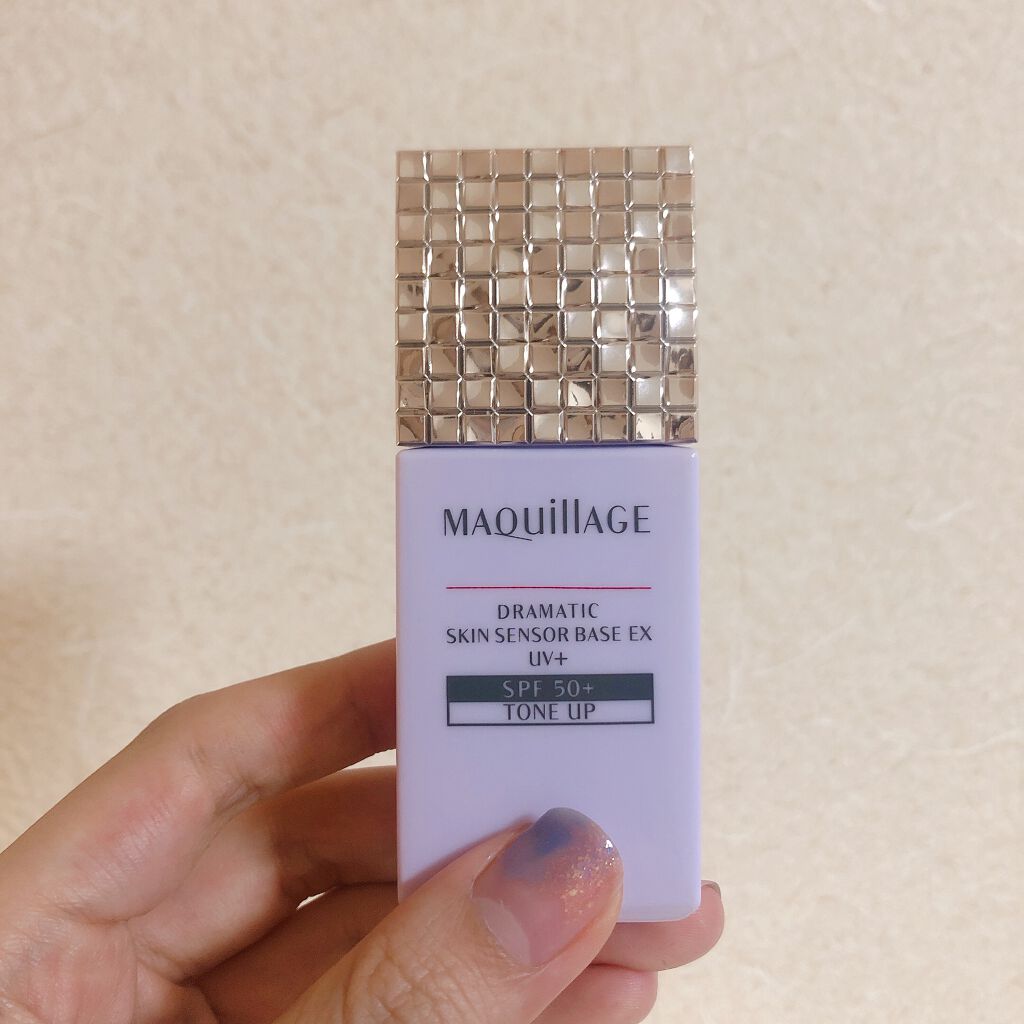 MAQuillAGE
DRAMATIC
SKIN SENSOR BASE EX
UV+
SPF 50+
TONE UP